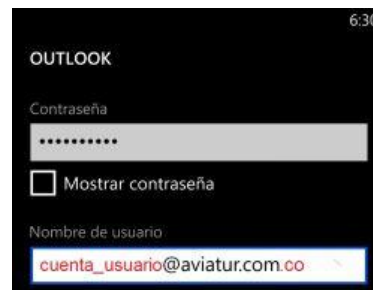 6:30
OUTLOOK
Contraseña
••••••••••
Mostrar contraseña
Nombre de usuario
cuenta_usuario@aviatur.com.co